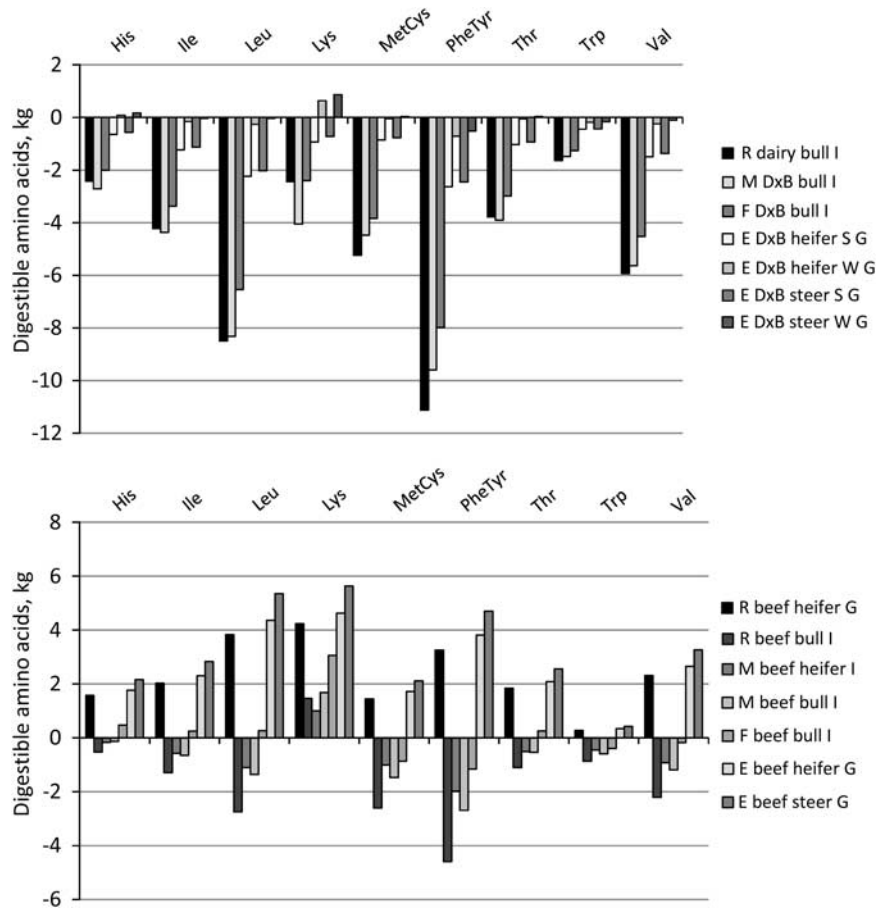 His Ile Leu Lys MetCys PheTyr Thr Trp Val
Digestible amino acids, kg
2
0
-2
-4
-6
-8
-10
-12
R dairy bull I
M DxB bull I
F DxB bull I
E DxB heifer S G
E DxB heifer W G
E DxB steer S G
E DxB steer W G
His Ile Leu Lys MetCys PheTyr Thr Trp Val
Digestible amino acids, kg
8
6
4
2
0
-2
-4
-6
R beef heifer G
R beef bull I
M beef heifer I
M beef bull I
F beef bull I
E beef heifer G
E beef steer G